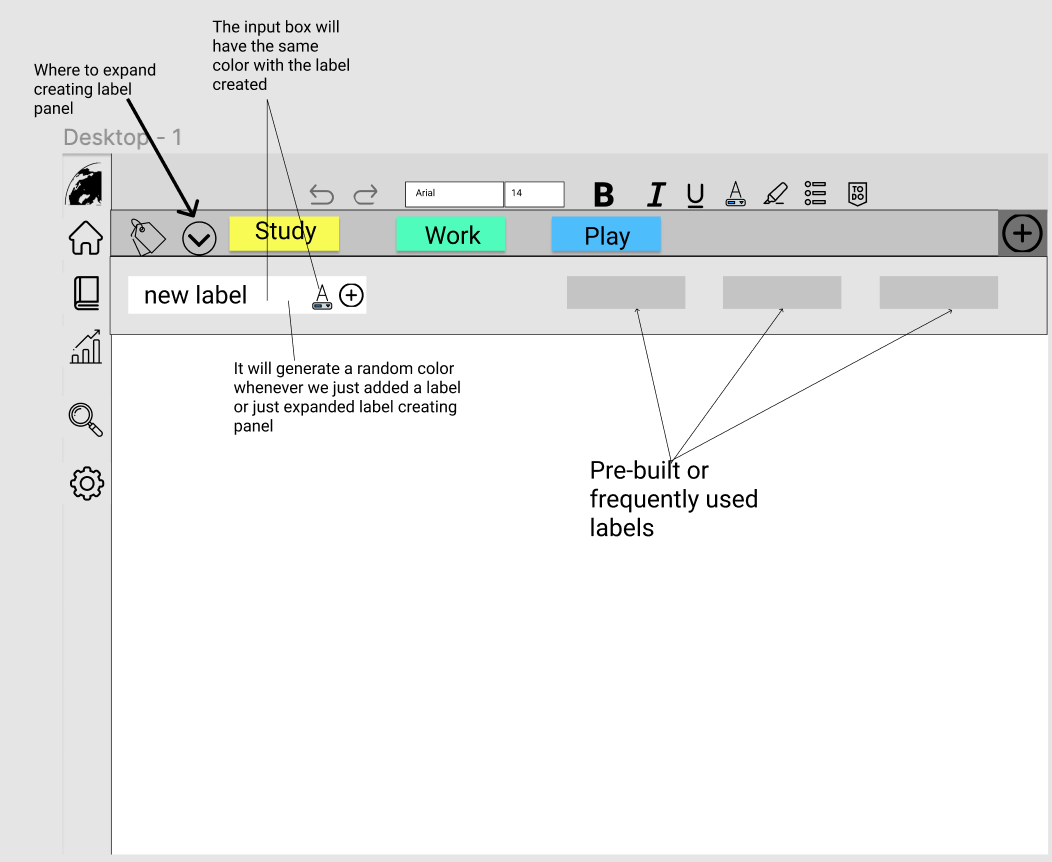 The input box will
have the same
color with the label
created
Where to expand
creating label
panel
Desktop - 1
Arial
14
B
I
U
A
TO
DO
Study
Work
Play
new label
A
It will generate a random color
whenever we just added a label
or just expanded label creating
panel
Pre-built or
frequently used
labels